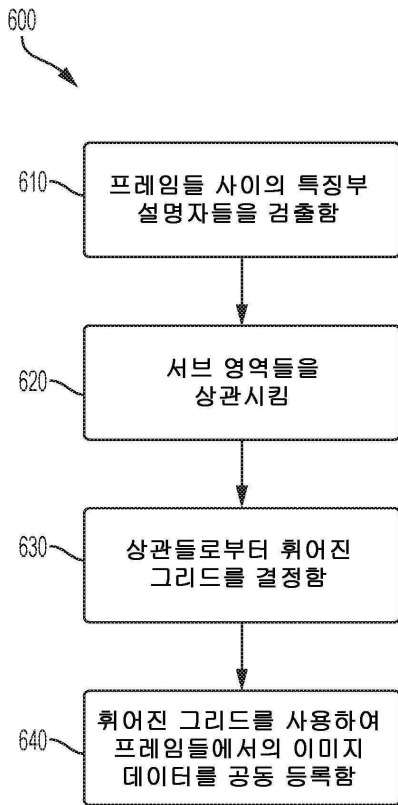 600
610
프레임들 사이의 특징부
설명자들을 검출함
620
서브 영역들을
상관시킴
630
상관들로부터 휘어진
그리드를 결정함
640
휘어진 그리드를 사용하여
프레임들에서의 이미지
데이터를 공동 등록함